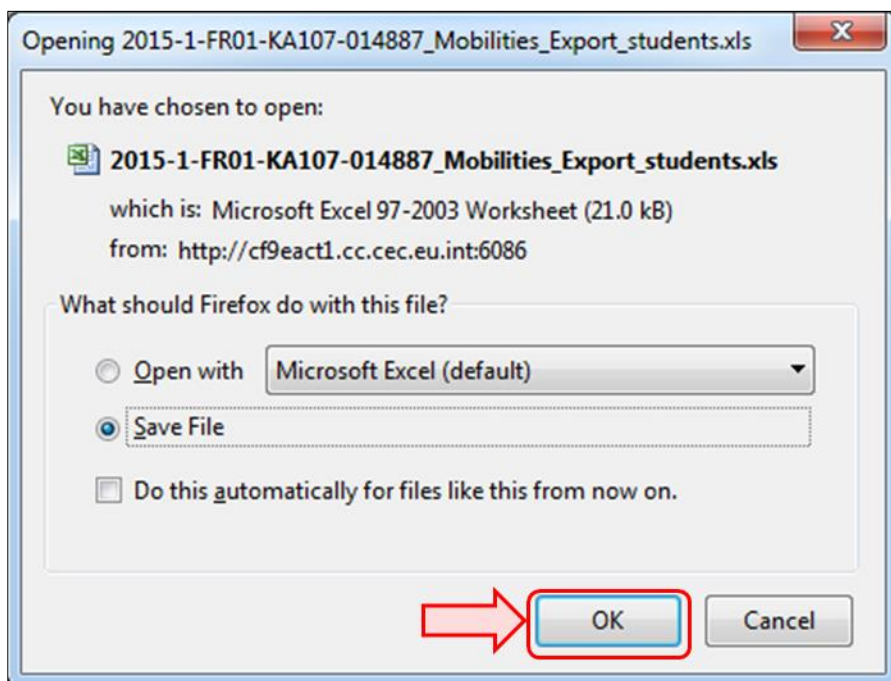 Opening 2015-1-FR01-KA107-014887_Mobilities_Export_students.xls
You have chosen to open:
2015-1-FR01-KA107-014887_Mobilities_Export_students.xls
which is: Microsoft Excel 97-2003 Worksheet (21.0 kB)
from: http://cf9eact1.cc.cec.eu.int:6086
What should Firefox do with this file?
Open with Microsoft Excel (default)
Save File
Do this automatically for files like this from now on.
OK Cancel